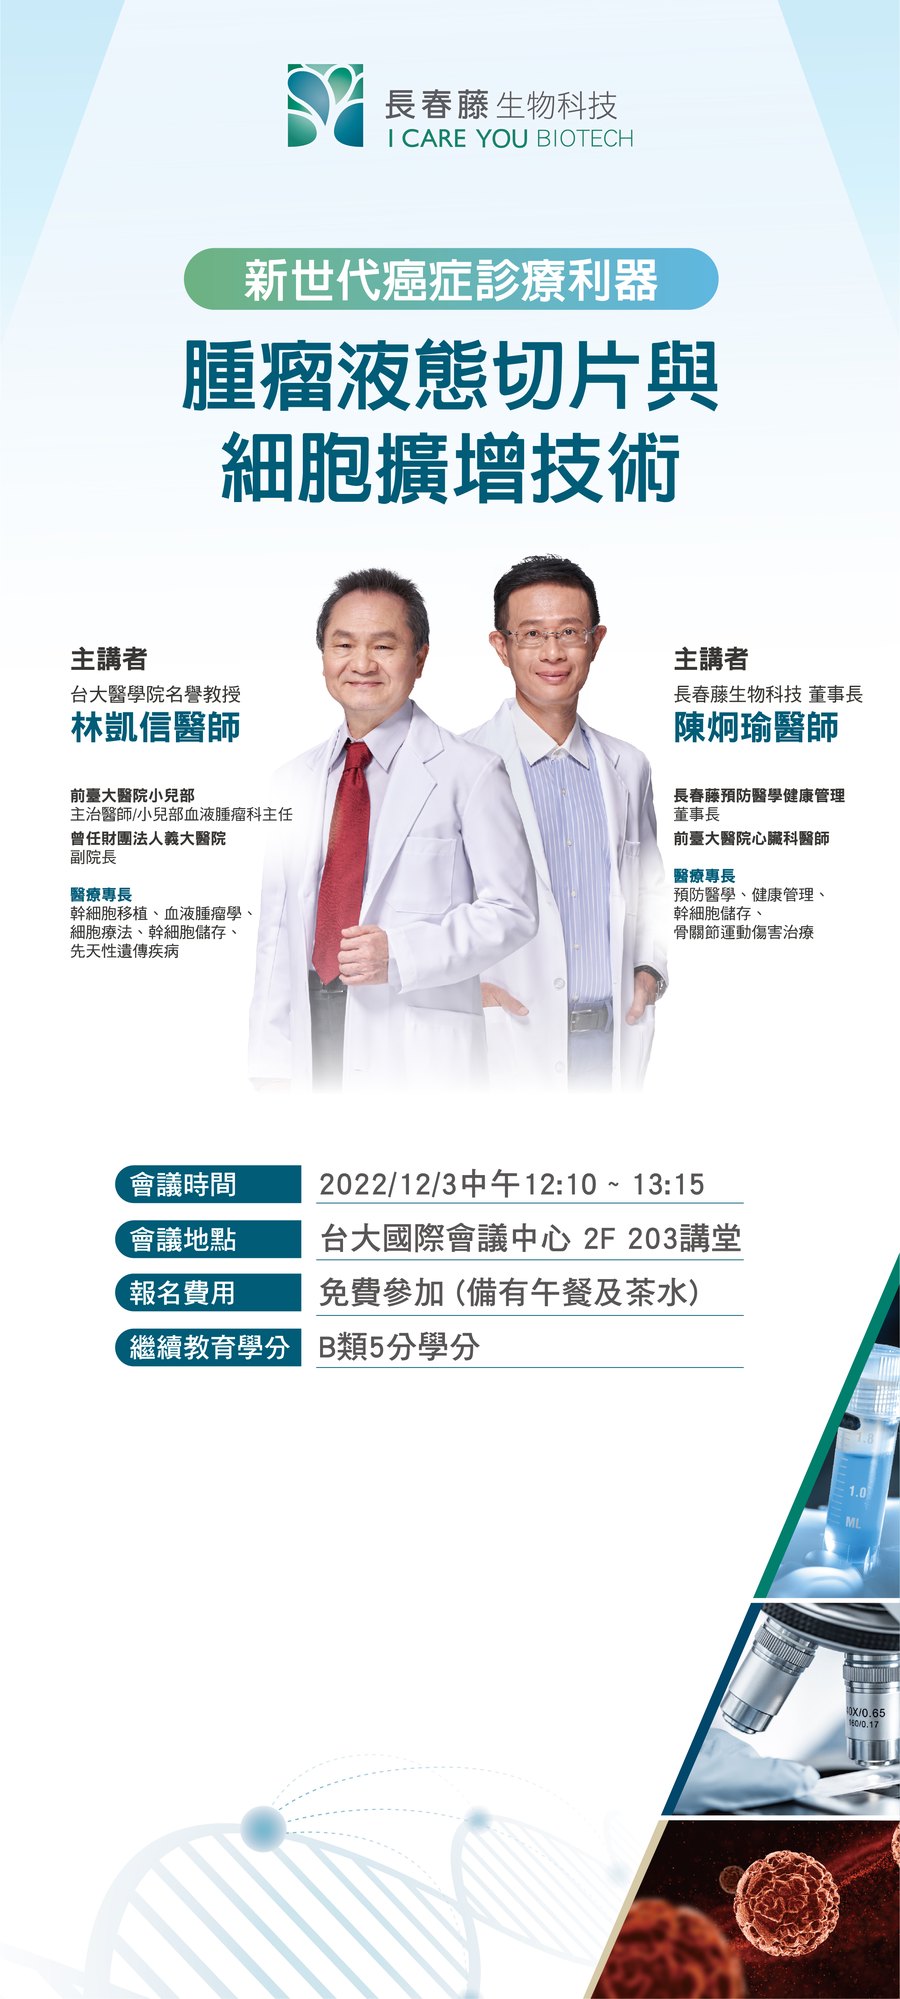 長春藤 生物科技
I CARE YOU BIOTECH
新世代癌症診療利器
腫瘤液態切片與
細胞擴增技術
主講者
台大醫學院名譽教授
林凱信醫師
前臺大醫院小兒部
主治醫師/小兒部血液腫瘤科主任
曾任財團法人義大醫院
副院長
醫療專長
幹細胞移植、血液腫瘤學、
細胞療法、幹細胞儲存、
先天性遺傳疾病
主講者
長春藤生物科技 董事長
陳炯瑜醫師
長春藤預防醫學健康管理
董事長
前臺大醫院心臟科醫師
醫療專長
預防醫學、健康管理、
幹細胞儲存、
骨關節運動傷害治療
會議時間 2022/12/3中午12:10 ~ 13:15
會議地點 台大國際會議中心 2F 203講堂
報名費用 免費參加 (備有午餐及茶水)
繼續教育學分 B類5分學分
1.8
1.0
ML
0X/0.65
160/0.17